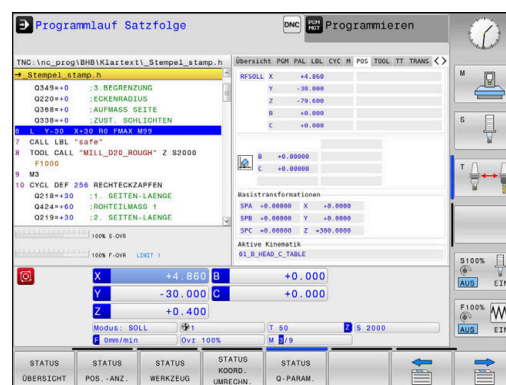 Programmlauf Satzfolge
DNC
PGM MGT
Programmieren
TNC:\nc_prog\BHB\Klartext\_Stempel_stamp.h
→_Stempel_stamp.h
Q349=+0 ;3.BEGRENZUNG
Q220=+0 ;ECKENRADIUS
Q368=+0 ;AUFMASS SEITE
Q338=+0 ;ZUST. SCHLICHTEN
6 L Y-30 X+30 R0 FMAX M99
7 CALL LBL "safe"
8 TOOL CALL "MILL_D20_ROUGH" Z S2000
F1000
9 M3
10 CYCL DEF 256 RECHTECKZAPFEN
Q218=+30 ;1. SEITEN-LAENGE
Q424=+60 ;ROHTEILMASS 1
Q219=+30 ;2. SEITEN-LAENGE
100% S-OVR
100% F-OVR LIMIT 1
Übersicht PGM PAL LBL CYC M POS TOOL TT TRANS
RFSOLL X +4.860
Y -30.000
Z -79.600
B +0.000
C +0.000
B +0.00000
C +0.00000
Basistransformationen
SPA +0.00000 X +0.0000
SPB +0.00000 Y +0.0000
SPC +0.00000 Z +300.0000
Aktive Kinematik
01_B_HEAD_C_TABLE
X +4.860 B +0.000
Y -30.000 C +0.000
Z +0.400
Modus: SOLL 1 T 50 Z S 2000
F 0mm/min Ovr 100% M 3/9
M
S
T
S100%
AUS EIN
F100%
AUS EIN
STATUS ÜBERSICHT
STATUS POS.-ANZ.
STATUS WERKZEUG
STATUS KOORD. UMRECHN.
STATUS Q-PARAM.